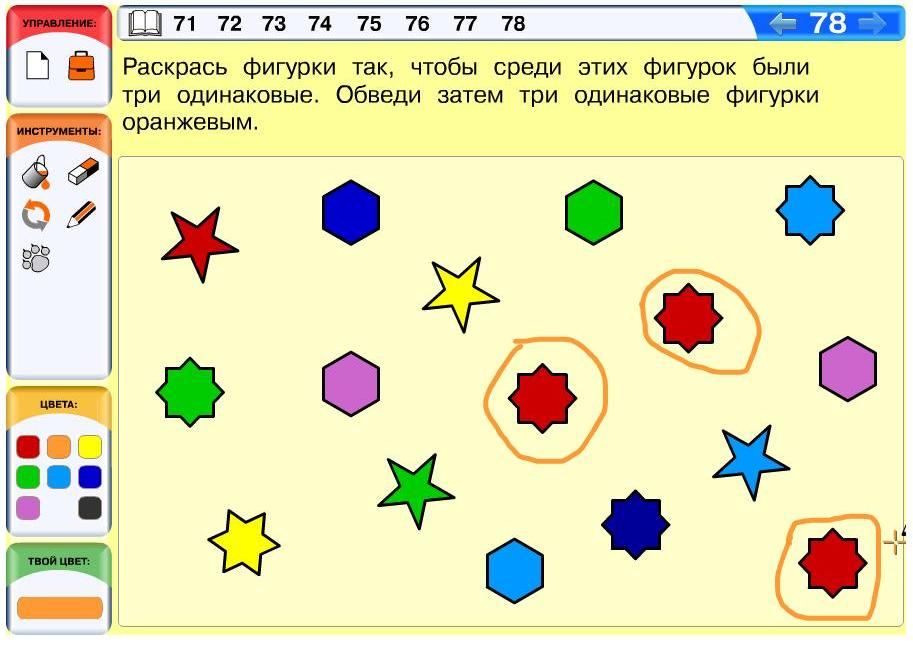 УПРАВЛЕНИЕ:
71 72 73 74 75 76 77 78
78
Раскрась фигурки так, чтобы среди этих фигурок были
три одинаковые. Обведи затем три одинаковые фигурки
оранжевым.
ИНСТРУМЕНТЫ:
ЦВЕТА:
ТВОЙ ЦВЕТ: